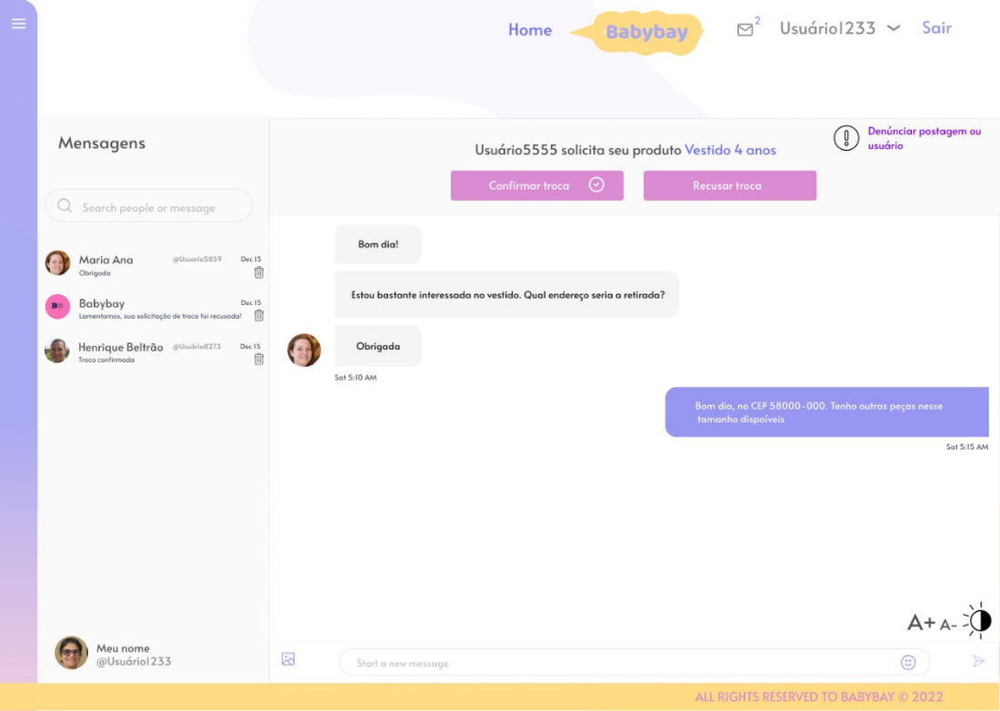 Home
Babybay
2
Usuário1233
Sair
Mensagens
Search people or message
Maria Ana @Usuario5859 Dec 15
Obrigado
Babybay Dec 15
Lamentamos, sua solicitação de troca foi recusada!
Henrique Beltrão @Usuário8273 Dec 15
Troca confirmada
Meu nome
@Usuário1233
Usuário5555 solicita seu produto Vestido 4 anos
Denúnciar postagem ou
usuário
Confirmar troca
Recusar troca
Bom dia!
Estou bastante interessada no vestido. Qual endereço seria a retirada?
Obrigada
Sat 5:10 AM
Bom dia, no CEP 58000-000. Tenho outras peças nesse
tamanho dispoíveis
Sat 5:15 AM
A+ A-
Start a new message
ALL RIGHTS RESERVED TO BABYBAY © 2022